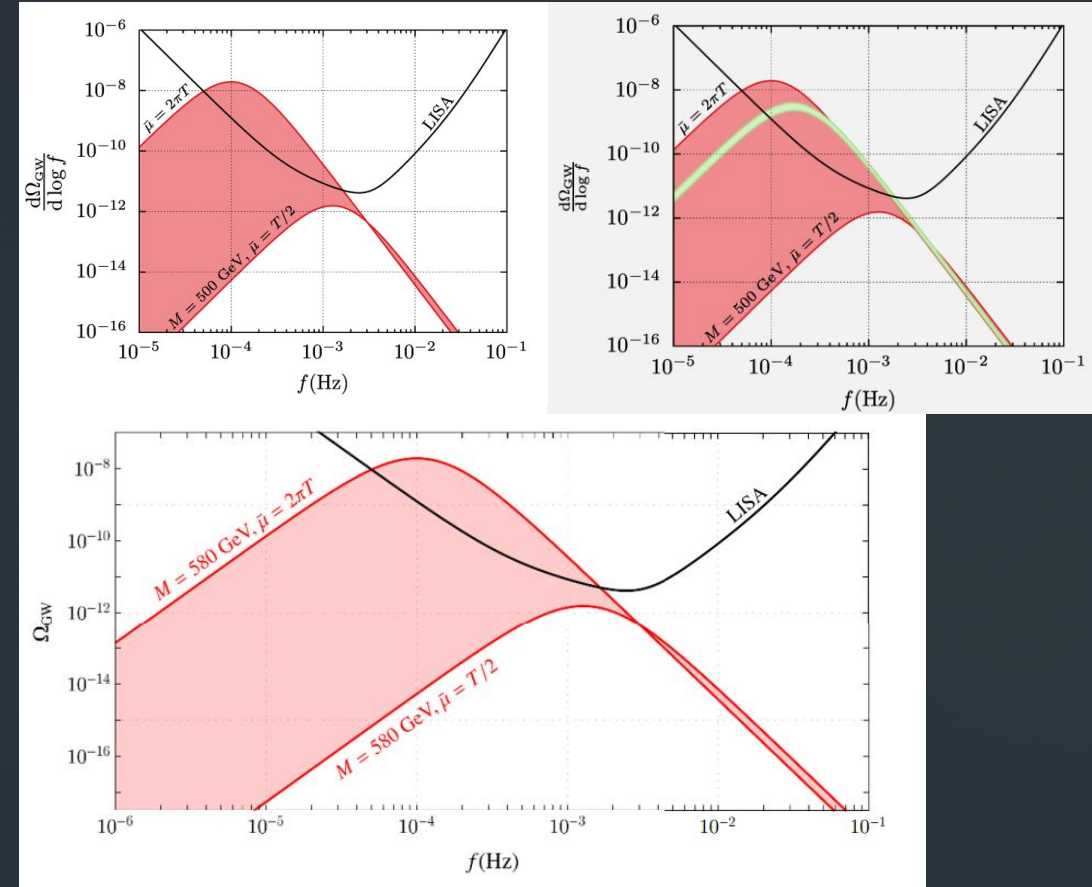 10⁻⁶
10⁻⁸
10⁻¹⁰
10⁻¹²
10⁻¹⁴
10⁻¹⁶
dΩ_GW / d log f
μ̄ = 2πT
LISA
M = 500 GeV, μ̄ = T/2
10⁻⁵ 10⁻⁴ 10⁻³ 10⁻² 10⁻¹
f(Hz)
10⁻⁶
10⁻⁸
10⁻¹⁰
10⁻¹²
10⁻¹⁴
10⁻¹⁶
dΩ_GW / d log f
μ̄ = 2πT
LISA
M = 500 GeV, μ̄ = T/2
10⁻⁵ 10⁻⁴ 10⁻³ 10⁻² 10⁻¹
f(Hz)
10⁻⁸
10⁻¹⁰
10⁻¹²
10⁻¹⁴
10⁻¹⁶
Ω_GW
M = 580 GeV, μ̄ = 2πT
LISA
M = 580 GeV, μ̄ = T/2
10⁻⁶ 10⁻⁵ 10⁻⁴ 10⁻³ 10⁻² 10⁻¹
f(Hz)